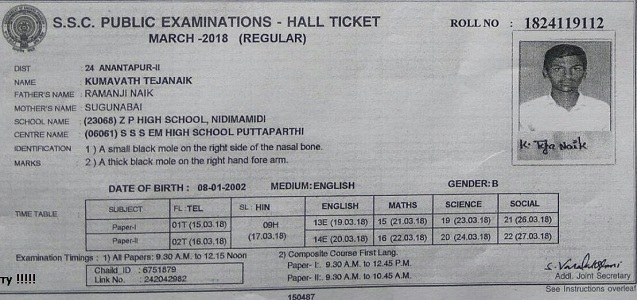 S.S.C. PUBLIC EXAMINATIONS - HALL TICKET
MARCH -2018 (REGULAR)
ROLL NO : 1824119112
DIST 24 ANANTAPUR-II
NAME KUMAVATH TEJANAIK
FATHER'S NAME : RAMANJI NAIK
MOTHER'S NAME : SUGUNABAI
SCHOOL NAME : (23068) Z P HIGH SCHOOL, NIDIMAMIDI
CENTRE NAME : (06061) S S S EM HIGH SCHOOL PUTTAPARTHI
IDENTIFICATION 1 ) A small black mole on the right side of the nasal bone.
MARKS 2 ) A thick black mole on the right hand fore arm.
K. Teja Naik
DATE OF BIRTH : 08-01-2002 MEDIUM: ENGLISH GENDER: B
TIME TABLE
SUBJECT FL: TEL SL : HIN ENGLISH MATHS SCIENCE SOCIAL
Paper-I 01T (15.03.18) 09H (17.03.18) 13E (19.03.18) 15 (21.03.18) 19 (23.03.18) 21 (26.03.18)
Paper-II 02T (16.03.18) 14E (20.03.18) 16 (22.03.18) 20 (24.03.18) 22 (27.03.18)
Examination Timings : 1) All Papers: 9.30 A.M. to 12.15 Noon 2) Composite Course First Lang.
Chaild_ID : 6751879 Paper- I:. 9.30 A.M. to 12.45 P.M.
Link No. : 242042982 Paper- II:. 9.30 A.M. to 10.45 A.M.
rry !!!!!
Addl. Joint Secretary
See Instructions overleaf
150487